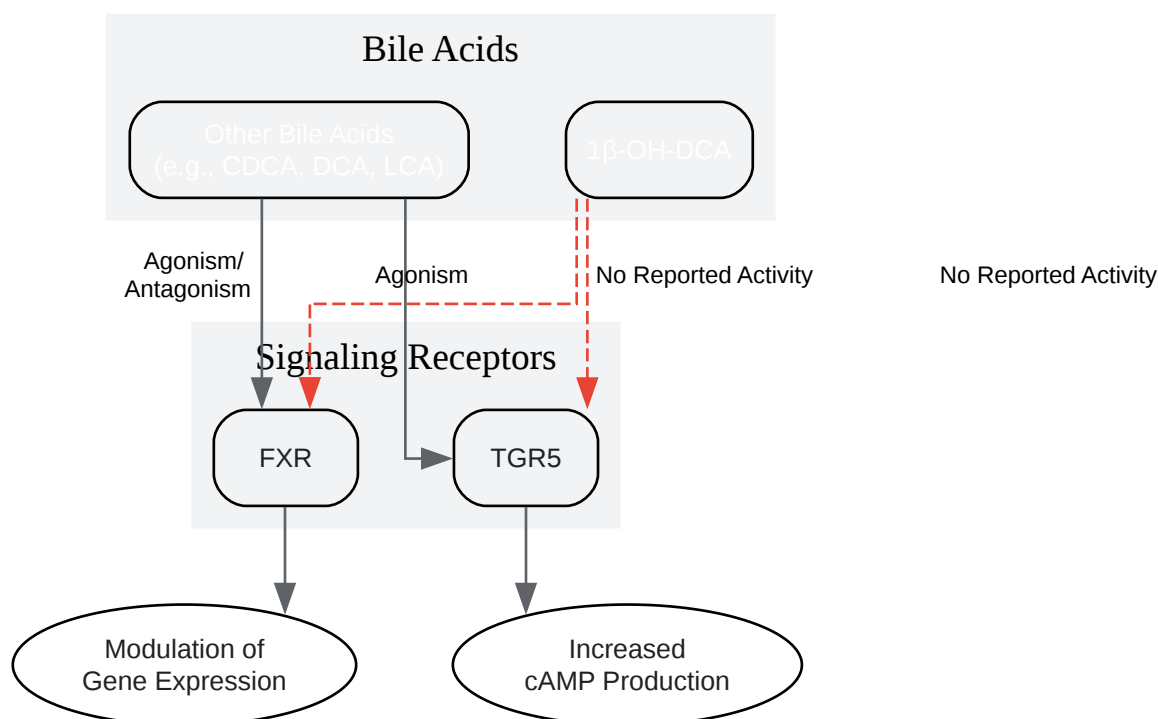 Bile Acids
Other Bile Acids
(e.g., CDCA, DCA, LCA)
1β-OH-DCA
Agonism/
Antagonism
Agonism
No Reported Activity
No Reported Activity
Signaling Receptors
FXR
TGR5
Modulation of
Gene Expression
Increased
cAMP Production